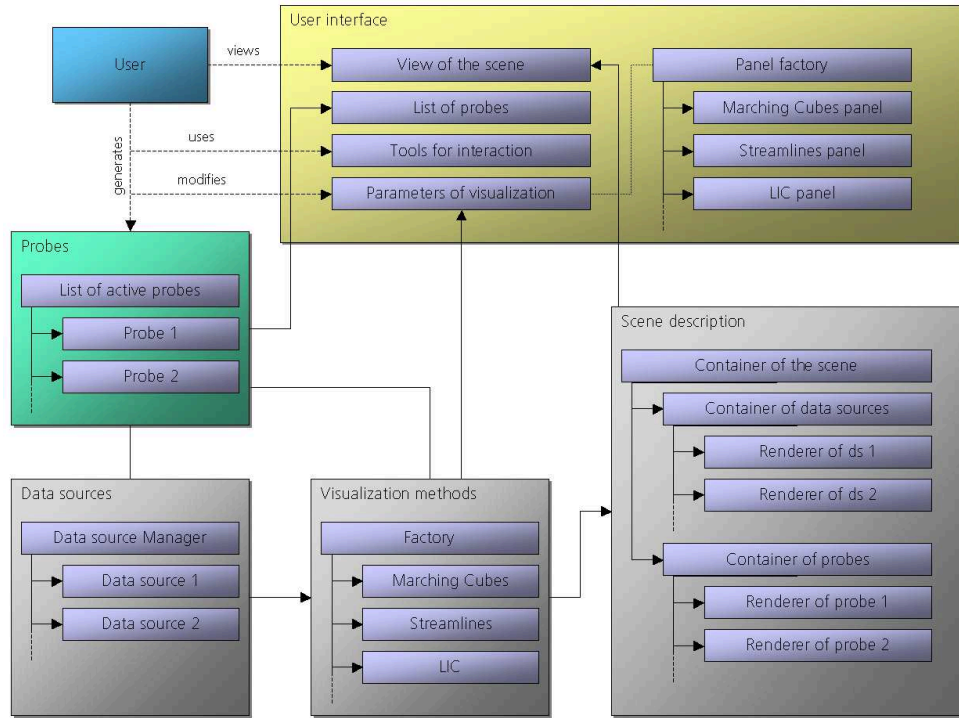 User interface
User
views
View of the scene
Panel factory
List of probes
Marching Cubes panel
uses
Tools for interaction
Streamlines panel
generates
modifies
Parameters of visualization
LIC panel
Probes
List of active probes
Probe 1
Probe 2
Scene description
Container of the scene
Container of data sources
Renderer of ds 1
Renderer of ds 2
Container of probes
Renderer of probe 1
Renderer of probe 2
Data sources
Data source Manager
Data source 1
Data source 2
Visualization methods
Factory
Marching Cubes
Streamlines
LIC